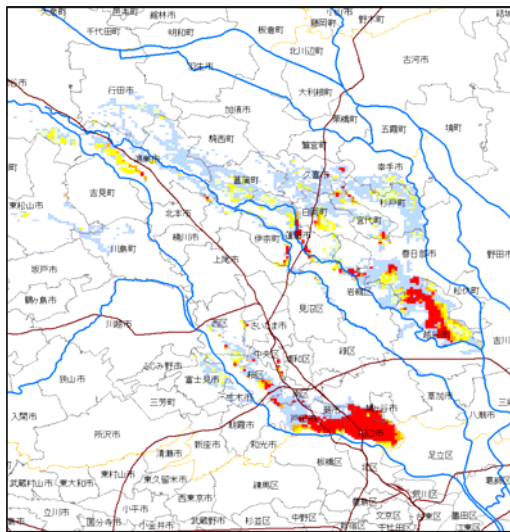 野木町
板倉町
明和町
千代田町
北川辺町
古河市
羽生市
大利根町
行田市
加須市
栗橋町
五霞町
境町
騎西町
鷲宮町
幸手市
久喜市
菖蒲町
杉戸町
吉見町
白岡町
宮代町
東松山市
北本市
伊奈町
蓮田市
桶川市
川島町
春日部市
野田市
上尾市
坂戸市
岩槻区
松伏町
鶴ヶ島市
見沼区
川越市
西区
さいたま市
吉川
中央区
浦和区
緑区
ふじみ野市
桜区
狭山市
富士見市
草加市
三芳町
志木市
八潮市
入間市
朝霞市
所沢市
新座市
和光市
足立区
清瀬市
板橋区
北区
東村山市
東久留米市
練馬区
武蔵村山市
東大和市
西東京市
荒川区
立川市
小平市
豊島区
国分寺市
小金井市
武蔵野市
杉並区
中野区
文京区
台東区
墨田区